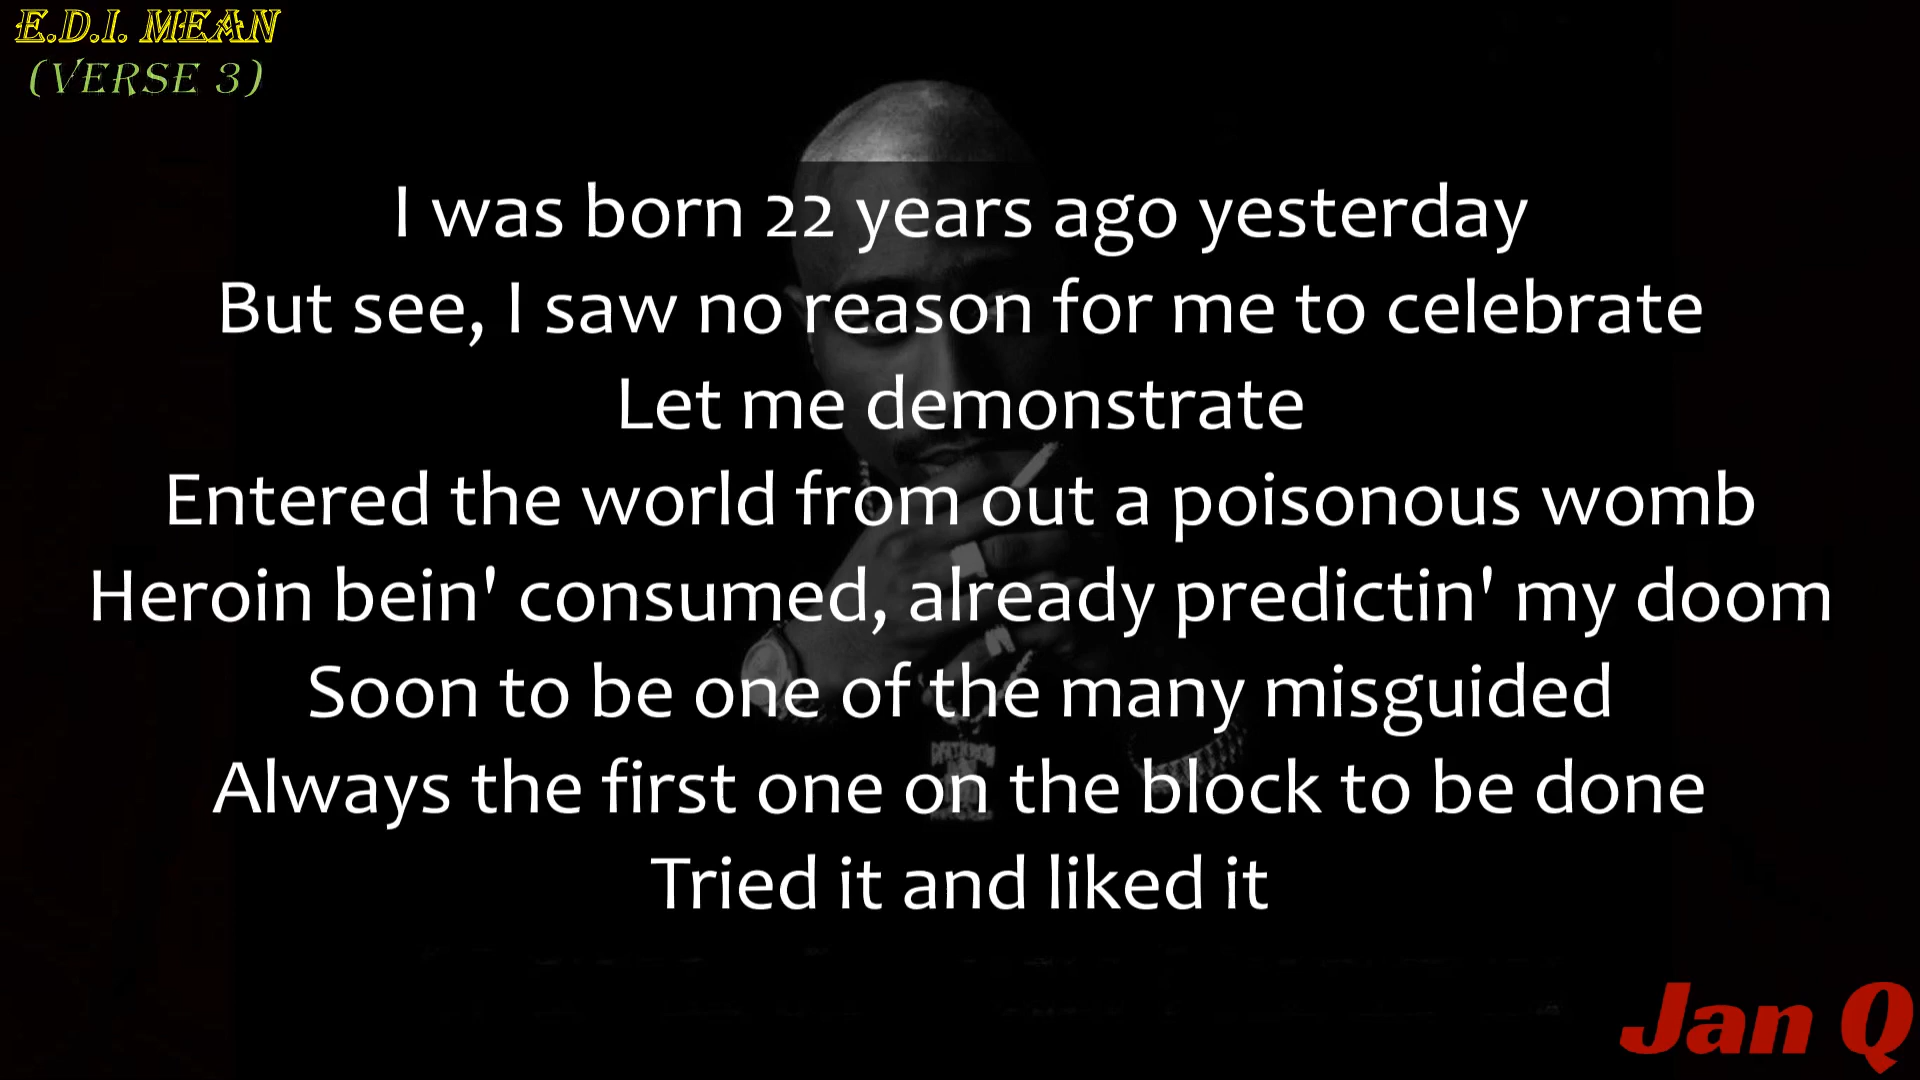 E.D.I. MEAN
(VERSE 3)
I was born 22 years ago yesterday
But see, I saw no reason for me to celebrate
Let me demonstrate
Entered the world from out a poisonous womb
Heroin bein' consumed, already predictin' my doom
Soon to be one of the many misguided
Always the first one on the block to be done
Tried it and liked it
Jan Q